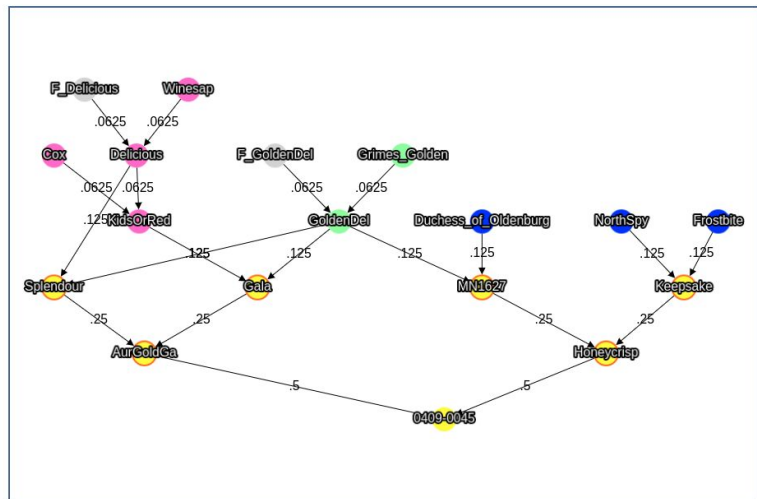 F_Delicious Winesap
.0625 .0625
Cox Delicious F_GoldenDel Grimes_Golden
.0625 .0625 .0625 .0625
.125 KidsOrRed GoldenDel Duchess_of_Oldenburg NorthSpy Frostbite
.125 .125 .125 .125 .125 .125
Splendour Gala MN1627 Keepsake
.25 .25 .25 .25
AurGoldGa Honeycrisp
.5 .5
0409-0045